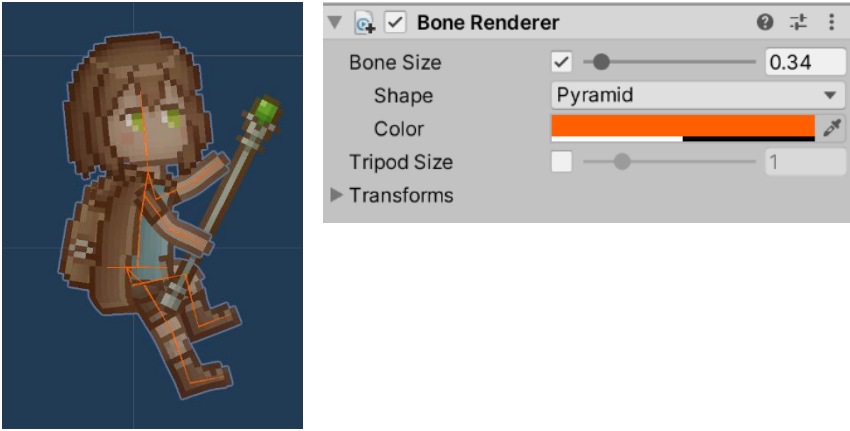 Bone Renderer
Bone Size 0.34
Shape Pyramid
Color
Tripod Size 1
Transforms